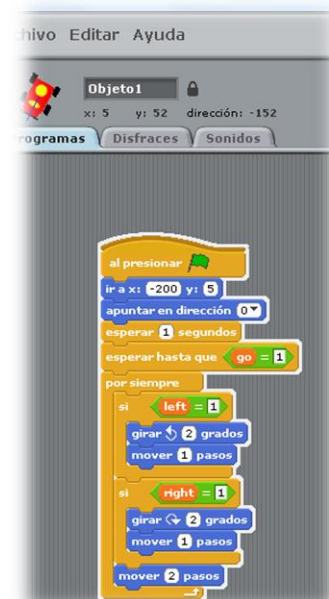 hivo Editar Ayuda
Objeto1
x: 5 y: 52 dirección: -152
rogramas Disfraces Sonidos
al presionar
ir a x: -200 y: 5
apuntar en dirección 0
esperar 1 segundos
esperar hasta que go = 1
por siempre
si left = 1
girar 2 grados
mover 1 pasos
si right = 1
girar 2 grados
mover 1 pasos
mover 2 pasos